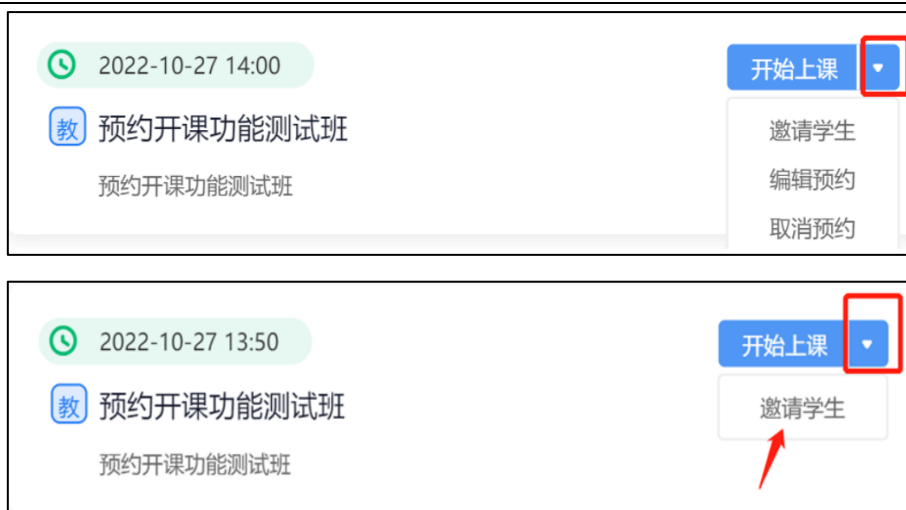 2022-10-27 14:00
开始上课
教 预约开课功能测试班
邀请学生
预约开课功能测试班
编辑预约
取消预约
2022-10-27 13:50
开始上课
教 预约开课功能测试班
邀请学生
预约开课功能测试班